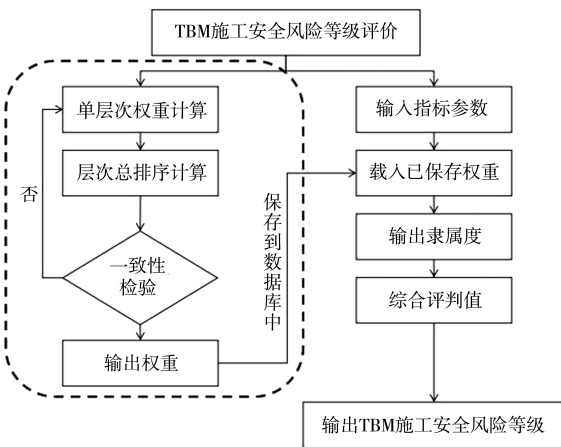 TBM施工安全风险等级评价
单层次权重计算
层次总排序计算
否
一致性
检验
输出权重
保存到数据库中
输入指标参数
载入已保存权重
输出隶属度
综合评判值
输出TBM施工安全风险等级